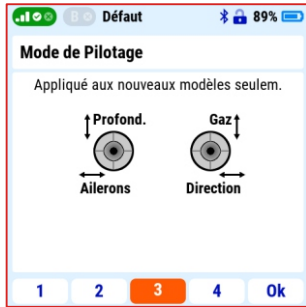 B Défaut 89%
Mode de Pilotage
Appliqué aux nouveaux modèles seulem.
Profond. Gaz
Ailerons Direction
1 2 3 4 Ok